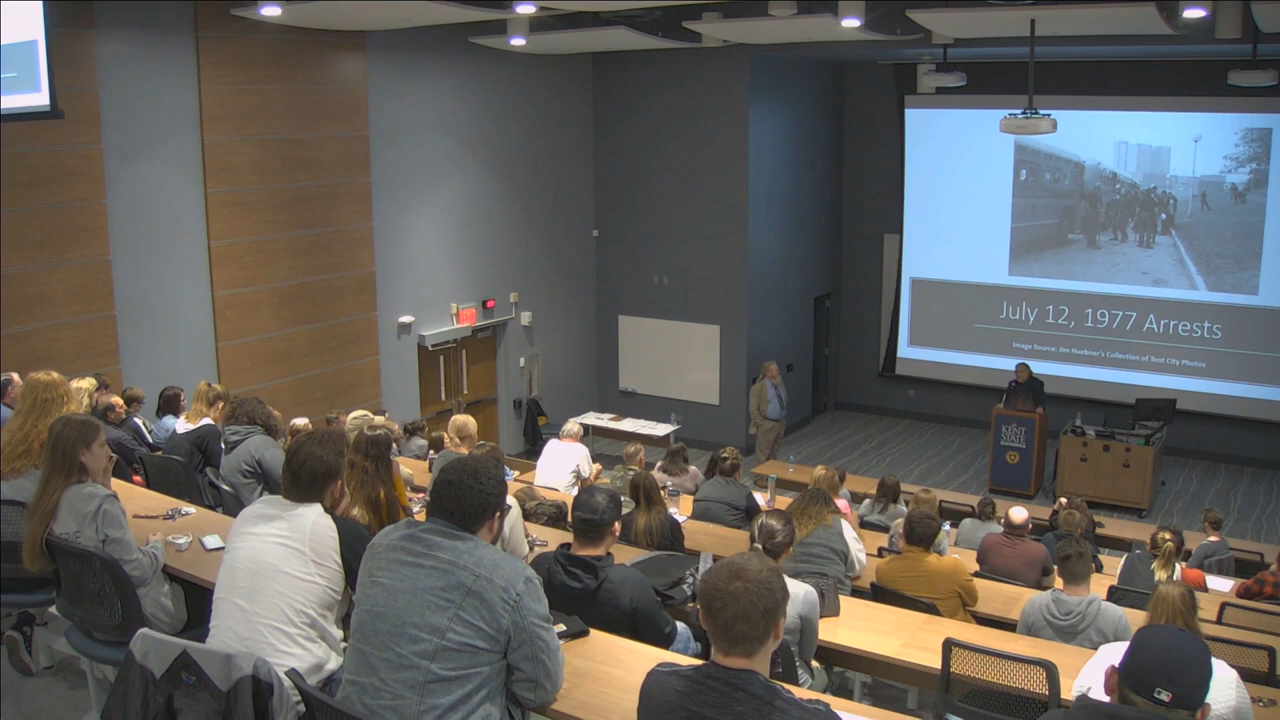 July 12, 1977 Arrests
Image Source: Jim Huebner's Collection of Tent City Photos
KENT
STATE